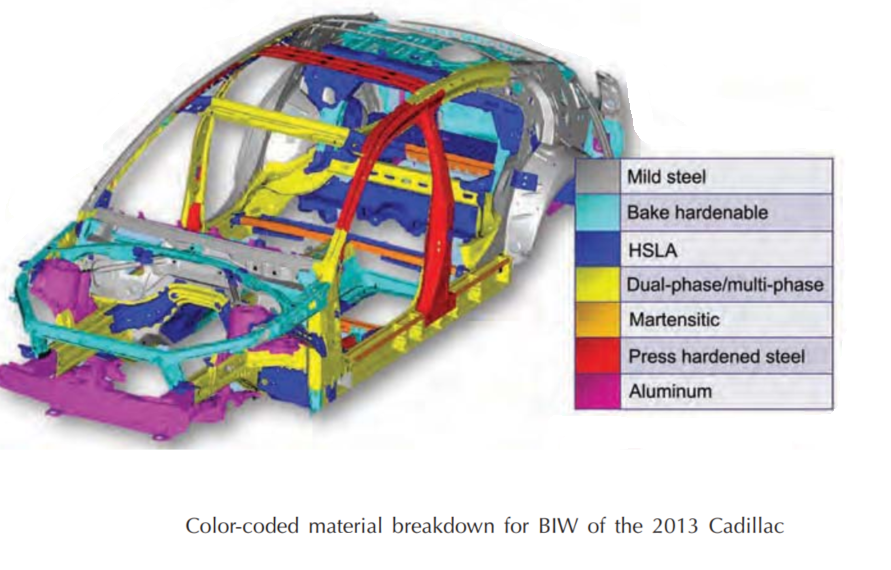 Mild steel
Bake hardenable
HSLA
Dual-phase/multi-phase
Martensitic
Press hardened steel
Aluminum
Color-coded material breakdown for BIW of the 2013 Cadillac